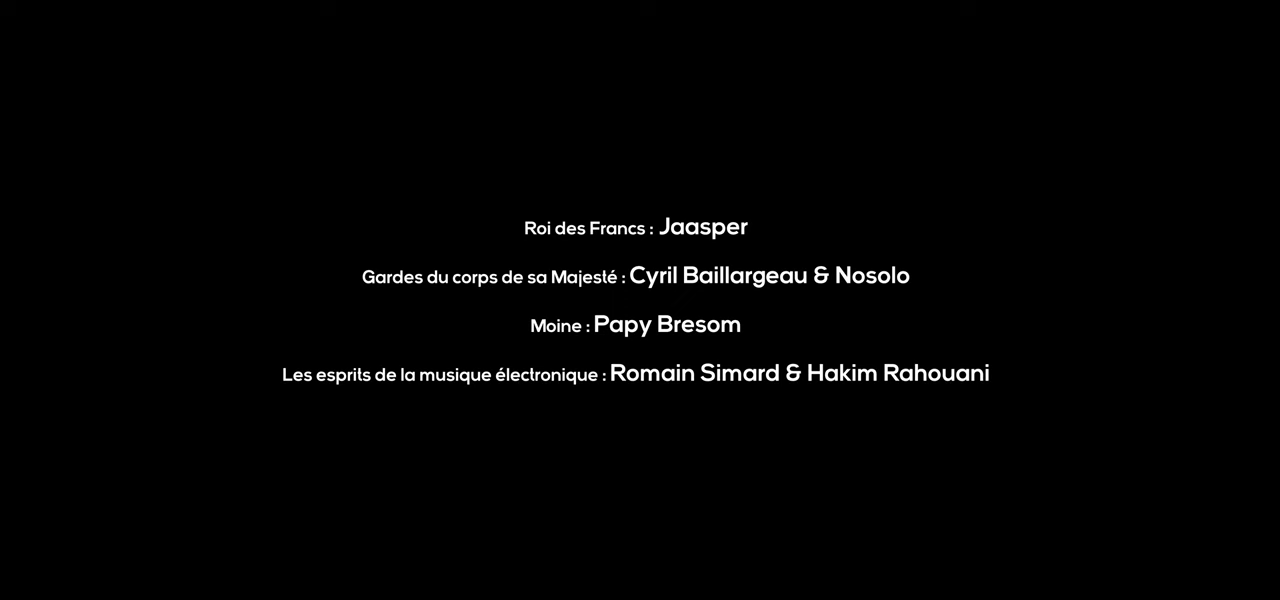 Roi des Francs : Jaasper
Gardes du corps de sa Majesté : Cyril Baillargeau & Nosolo
Moine : Papy Bresom
Les esprits de la musique électronique : Romain Simard & Hakim Rahouani